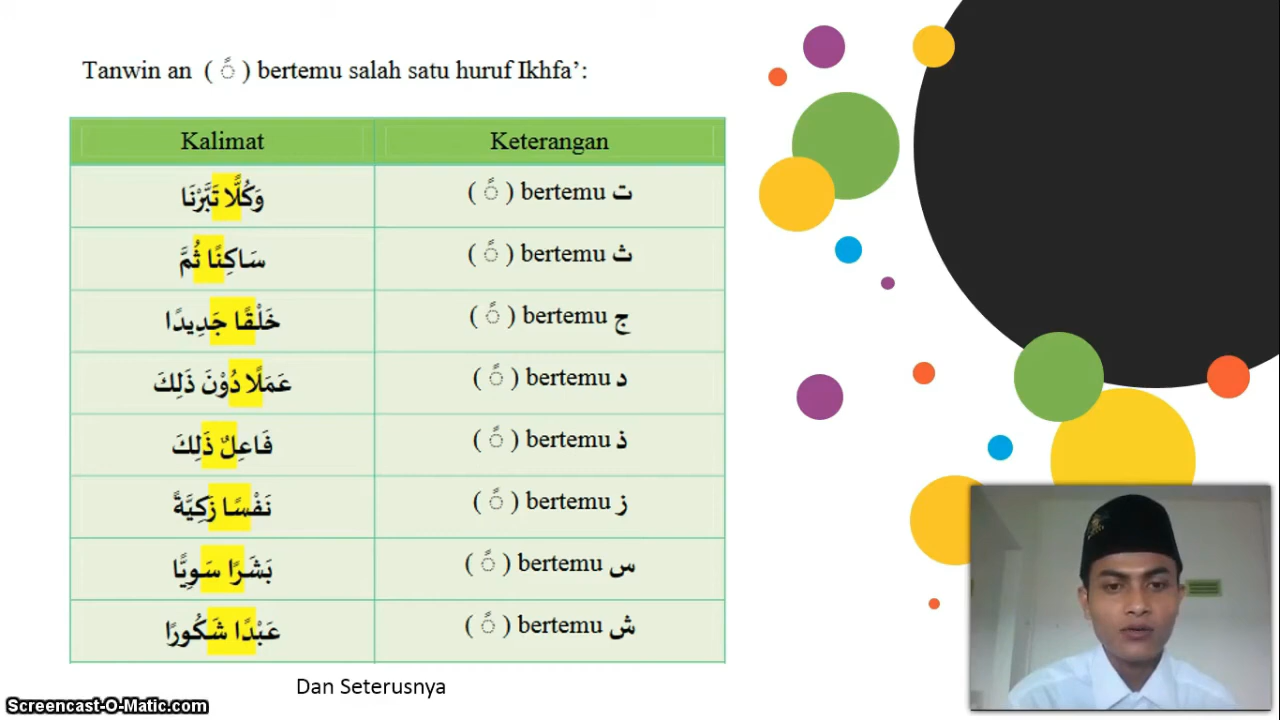 Tanwin an ( ً ) bertemu salah satu huruf Ikhfa’:
Kalimat Keterangan
وَكُلًّا تَبَّرْنَا ( ً ) bertemu ت
سَاكِنًا ثُمَّ ( ً ) bertemu ث
خَلْقًا جَدِيدًا ( ً ) bertemu ج
عَمَلًا دُوْنَ ذَلِكَ ( ً ) bertemu د
فَاعِلٌ ذَلِكَ ( ً ) bertemu ذ
نَفْسًا زَكِيَّةً ( ً ) bertemu ز
بَشَرًا سَوِيًّا ( ً ) bertemu س
عَبْدًا شَكُورًا ( ً ) bertemu ش
Dan Seterusnya
Screencast-O-Matic.com